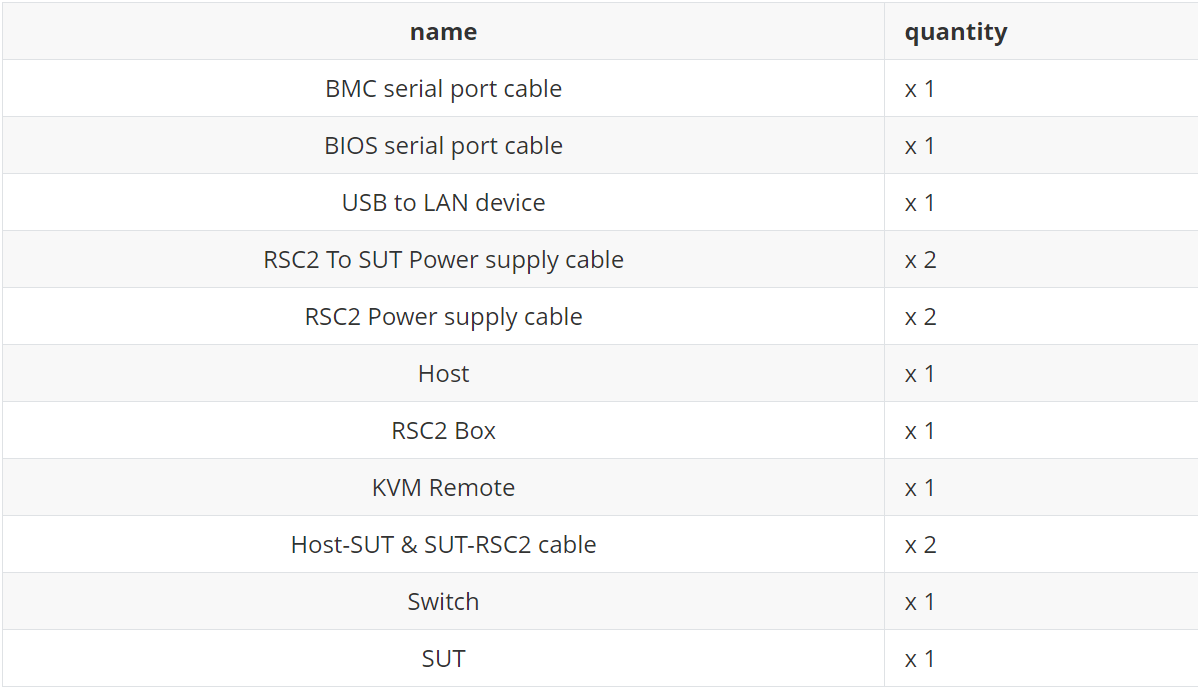 name quantity
BMC serial port cable x 1
BIOS serial port cable x 1
USB to LAN device x 1
RSC2 To SUT Power supply cable x 2
RSC2 Power supply cable x 2
Host x 1
RSC2 Box x 1
KVM Remote x 1
Host-SUT & SUT-RSC2 cable x 2
Switch x 1
SUT x 1